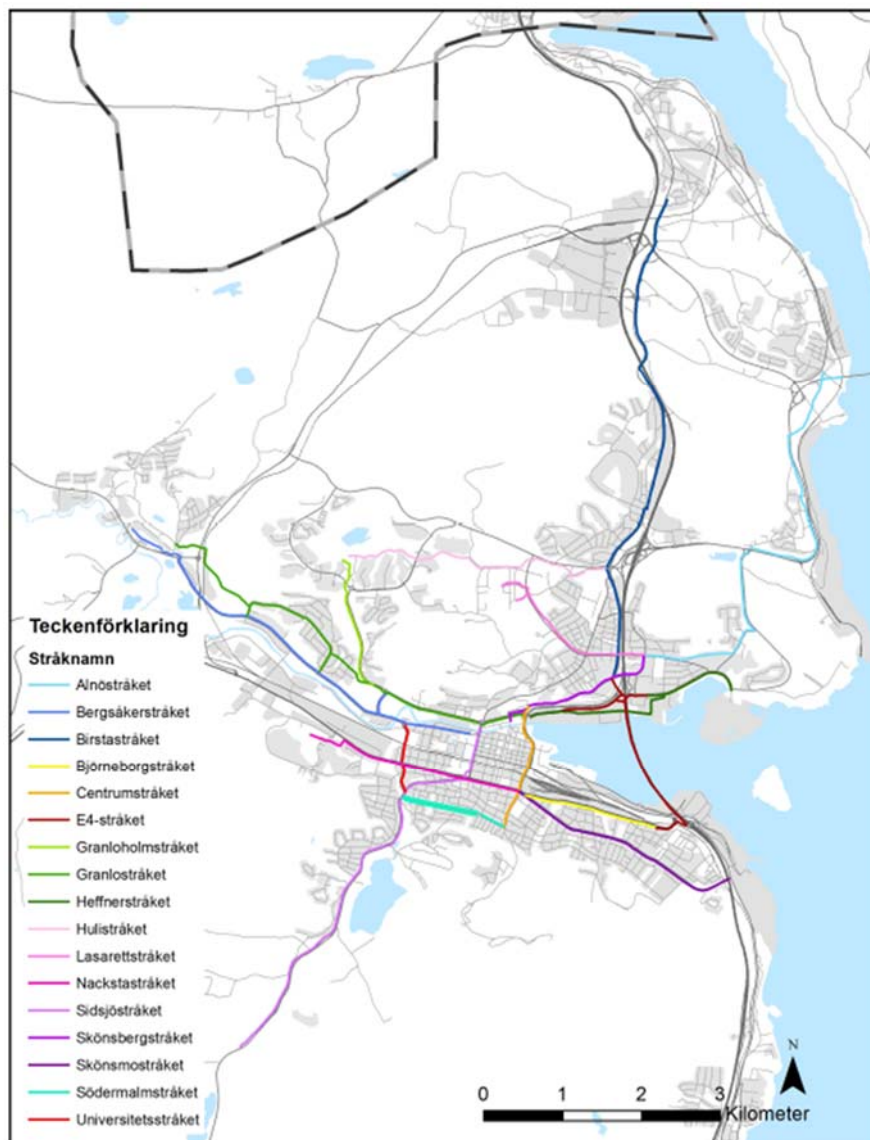 Teckenförklaring
Stråknamn
Alnöstråket
Bergsåkerstråket
Birstastråket
Björneborgstråket
Centrumstråket
E4-stråket
Granloholmstråket
Granlostråket
Heffnerstråket
Hulistråket
Lasarettstråket
Nackstastråket
Sidsjöstråket
Skönsbergstråket
Skönsmostråket
Södermalmstråket
Universitetsstråket
N
0 1 2 3
Kilometer